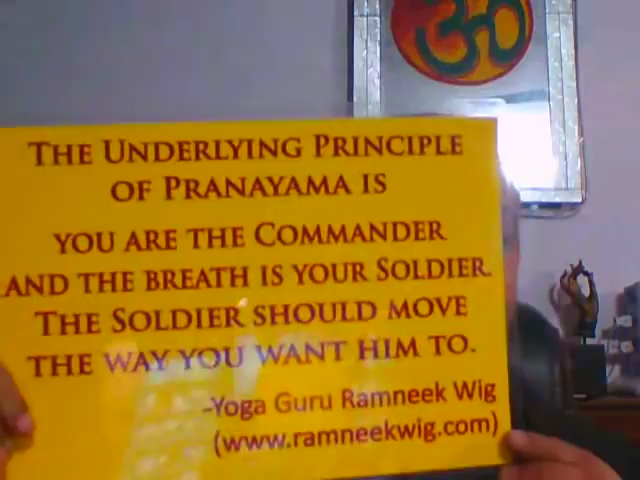 THE UNDERLYING PRINCIPLE
OF PRANAYAMA IS
YOU ARE THE COMMANDER
AND THE BREATH IS YOUR SOLDIER.
THE SOLDIER SHOULD MOVE
THE WAY YOU WANT HIM TO.
-Yoga Guru Ramneek Wig
(www.ramneekwig.com)
ॐ